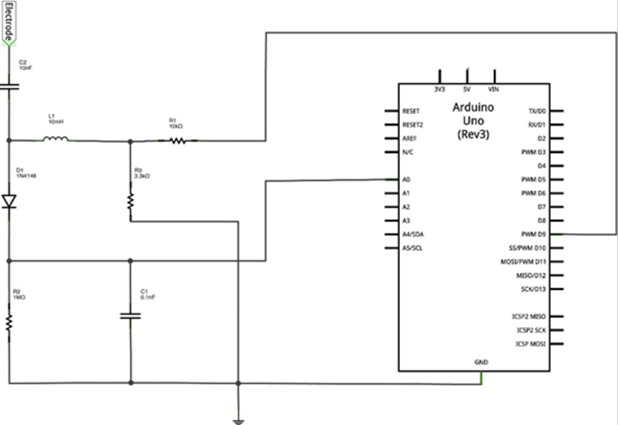 Electrode
C2
10nF
L1
10mH
R1
10kΩ
D1
1N4148
R3
3.3kΩ
R2
1MΩ
C1
0.1nF
3V3
5V
VIN
Arduino
Uno
(Rev3)
RESET
RESET2
AREF
N/C
A0
A1
A2
A3
A4/SDA
A5/SCL
TX/D0
RX/D1
D2
PWM D3
D4
PWM D5
PWM D6
D7
D8
PWM D9
SS/PWM D10
MOSI/PWM D11
MISO/D12
SCK/D13
ICSP2 MISO
ICSP2 SCK
ICSP MOSI
GND